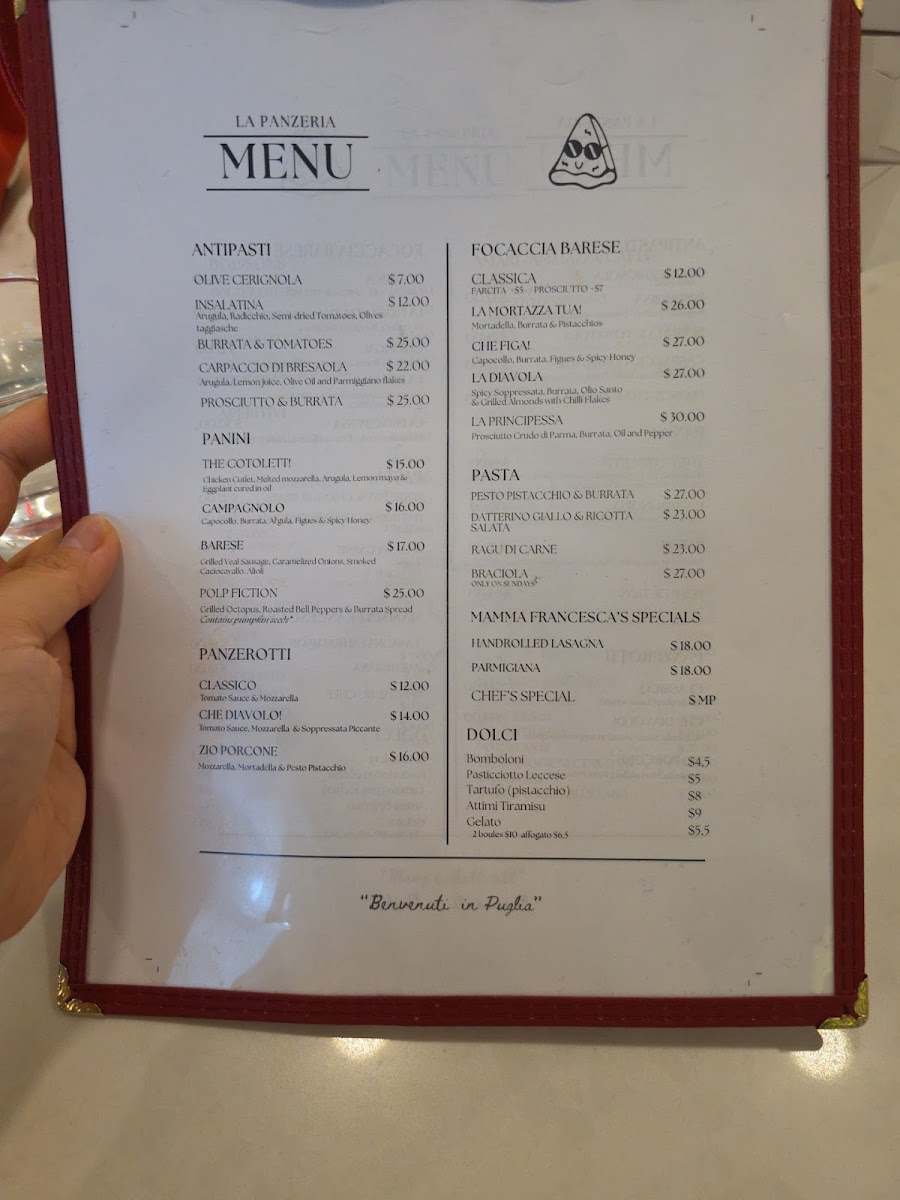 LA PANZERIA
MENU
ANTIPASTI
OLIVE CERIGNOLA $ 7.00
INSALATINA $ 12.00
Arugula, Radicchio, Semi-dried Tomatoes, Olives
taggiasche
BURRATA & TOMATOES $ 25.00
CARPACCIO DI BRESAOLA $ 22.00
Arugula, Lemon juice, Olive Oil and Parmiggiano flakes
PROSCIUTTO & BURRATA $ 25.00
PANINI
THE COTOLETT! $ 15.00
Chicken Cutlet, Melted mozzarella, Arugula, Lemon mayo &
Eggplant cured in oil
CAMPAGNOLO $ 16.00
Capocollo, Burrata, Arugula, Figues & Spicy Honey
BARESE $ 17.00
Grilled Veal Sausage, Caramelized Onions, Smoked
Caciocavallo, Alioli
POLP FICTION $ 25.00
Grilled Octopus, Roasted Bell Peppers & Burrata Spread
Contains pumpkin seeds*
PANZEROTTI
CLASSICO $ 12.00
Tomato Sauce & Mozzarella
CHE DIAVOLO! $ 14.00
Tomato Sauce, Mozzarella & Soppressata Piccante
ZIO PORCONE $ 16.00
Mozzarella, Mortadella & Pesto Pistacchio
FOCACCIA BARESE
CLASSICA $ 12.00
FARCITA ~$5 / PROSCIUTTO ~$7
LA MORTAZZA TUA! $ 26.00
Mortadella, Burrata & Pistacchios
CHE FIGA! $ 27.00
Capocollo, Burrata, Figues & Spicy Honey
LA DIAVOLA $ 27.00
Spicy Soppressata, Burrata, Olio Santo
& Grilled Almonds with Chilli Flakes
LA PRINCIPESSA $ 30.00
Prosciutto Crudo di Parma, Burrata, Oil and Pepper
PASTA
PESTO PISTACCHIO & BURRATA $ 27.00
DATTERINO GIALLO & RICOTTA $ 23.00
SALATA
RAGU DI CARNE $ 23.00
BRACIOLA $ 27.00
ONLY ON SUNDAYS*
MAMMA FRANCESCA'S SPECIALS
HANDROLLED LASAGNA $ 18.00
PARMIGIANA $ 18.00
CHEF'S SPECIAL $ MP
DOLCI
Bomboloni $4,5
Pasticciotto Leccese $5
Tartufo (pistacchio) $8
Attimi Tiramisu $9
Gelato $5,5
2 boules $10 affogato $6,5
"Benvenuti in Puglia"